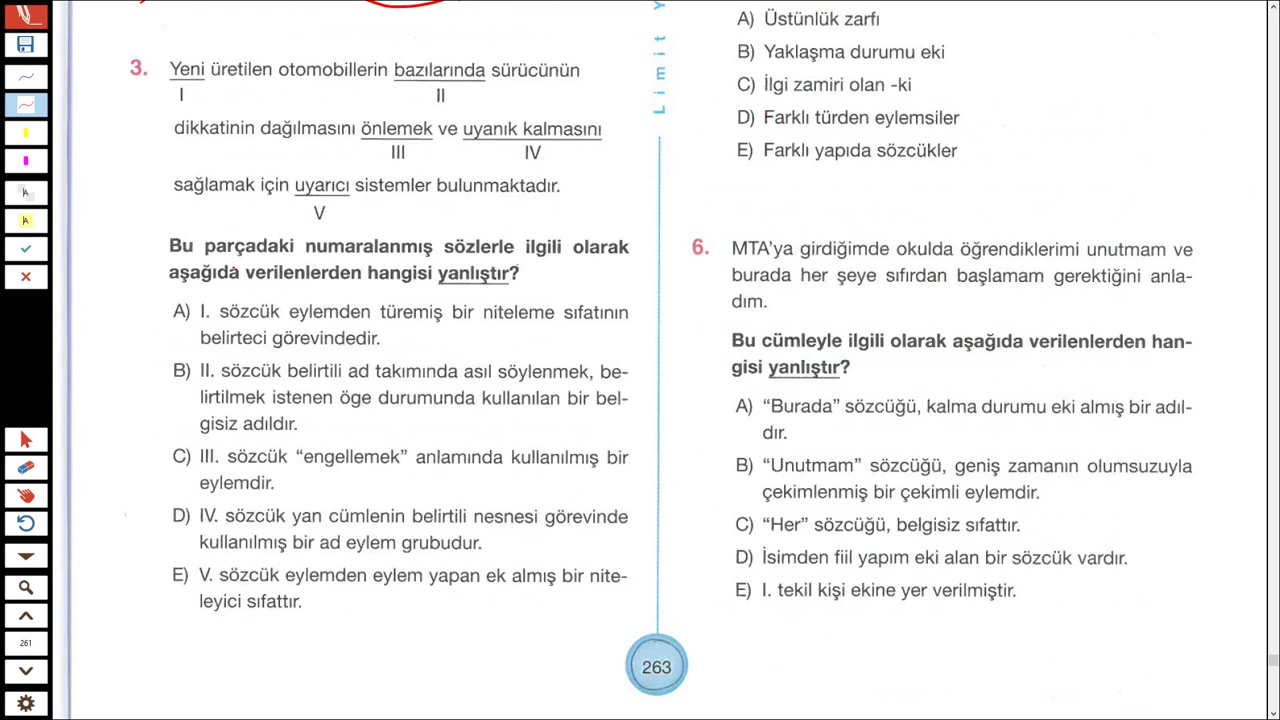 3. Yeni üretilen otomobillerin bazılarında sürücünün
I II
dikkatinin dağılmasını önlemek ve uyanık kalmasını
III IV
sağlamak için uyarıcı sistemler bulunmaktadır.
V
Bu parçadaki numaralanmış sözlerle ilgili olarak
aşağıda verilenlerden hangisi yanlıştır?
A) I. sözcük eylemden türemiş bir niteleme sıfatının
belirteci görevindedir.
B) II. sözcük belirtili ad takımında asıl söylenmek, be-
lirtilmek istenen öge durumunda kullanılan bir bel-
gisiz adıldır.
C) III. sözcük “engellemek” anlamında kullanılmış bir
eylemdir.
D) IV. sözcük yan cümlenin belirtili nesnesi görevinde
kullanılmış bir ad eylem grubudur.
E) V. sözcük eylemden eylem yapan ek almış bir nite-
leyici sıfattır.
Limit Y
A) Üstünlük zarfı
B) Yaklaşma durumu eki
C) İlgi zamiri olan -ki
D) Farklı türden eylemsiler
E) Farklı yapıda sözcükler
6. MTA’ya girdiğimde okulda öğrendiklerimi unutmam ve
burada her şeye sıfırdan başlamam gerektiğini anla-
dım.
Bu cümleyle ilgili olarak aşağıda verilenlerden han-
gisi yanlıştır?
A) “Burada” sözcüğü, kalma durumu eki almış bir adıl-
dır.
B) “Unutmam” sözcüğü, geniş zamanın olumsuzuyla
çekimlenmiş bir çekimli eylemdir.
C) “Her” sözcüğü, belgisiz sıfattır.
D) İsimden fiil yapım eki alan bir sözcük vardır.
E) I. tekil kişi ekine yer verilmiştir.
263
A
A
261